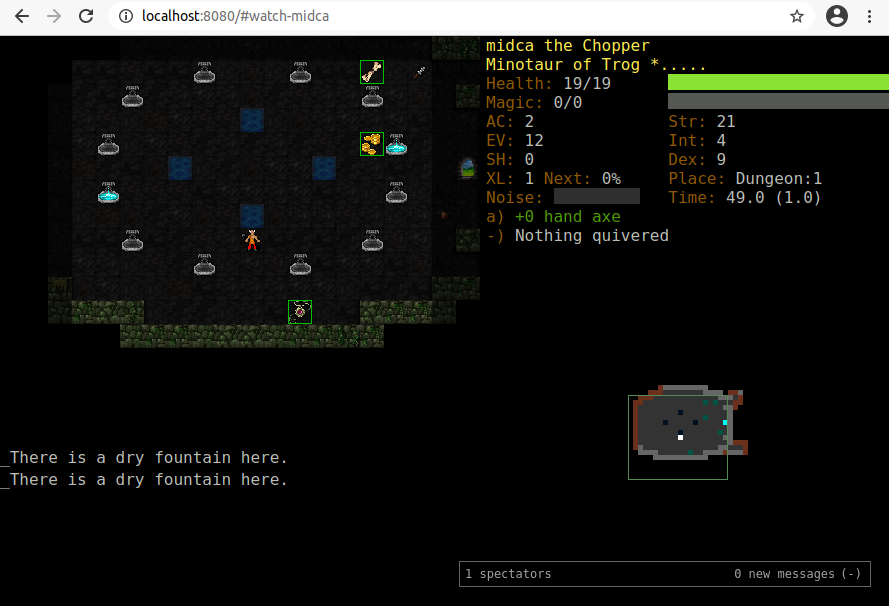 localhost:8080/#watch-midca
midca the Chopper
Minotaur of Trog *.....
Health: 19/19
Magic: 0/0
AC: 2 Str: 21
EV: 12 Int: 4
SH: 0 Dex: 9
XL: 1 Next: 0% Place: Dungeon:1
Noise: Time: 49.0 (1.0)
a) +0 hand axe
-) Nothing quivered
_There is a dry fountain here.
_There is a dry fountain here.
1 spectators 0 new messages (-)